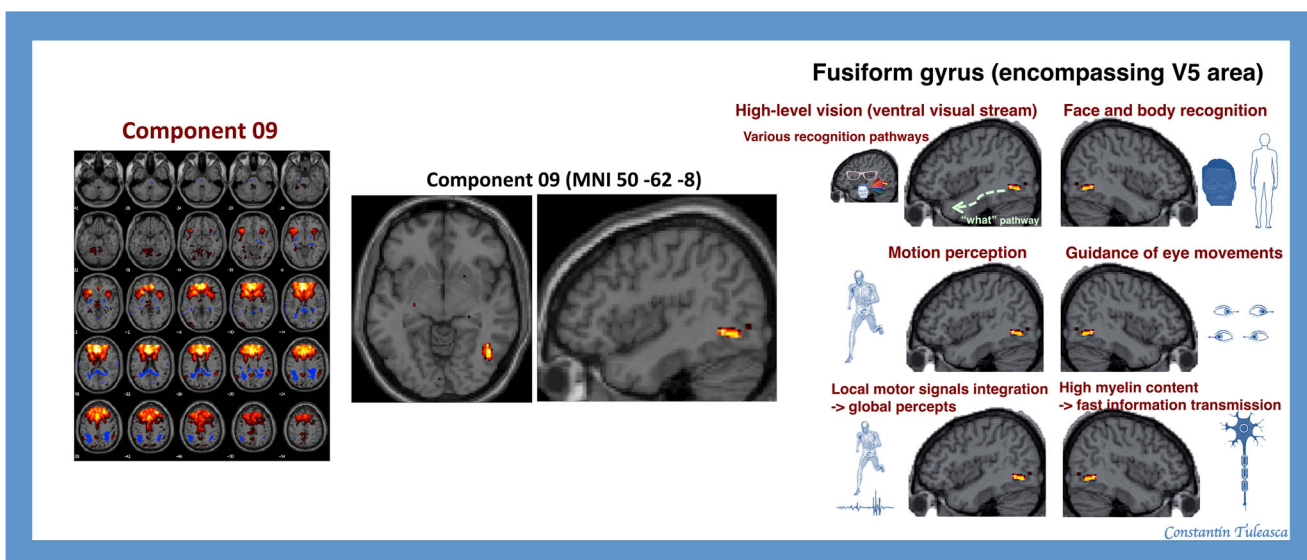 Fusiform gyrus (encompassing V5 area)
Component 09
Component 09 (MNI 50 -62 -8)
High-level vision (ventral visual stream)
Various recognition pathways
"what" pathway
Face and body recognition
Motion perception
Guidance of eye movements
Local motor signals integration
-> global percepts
High myelin content
-> fast information transmission
Constantin Tuleasca